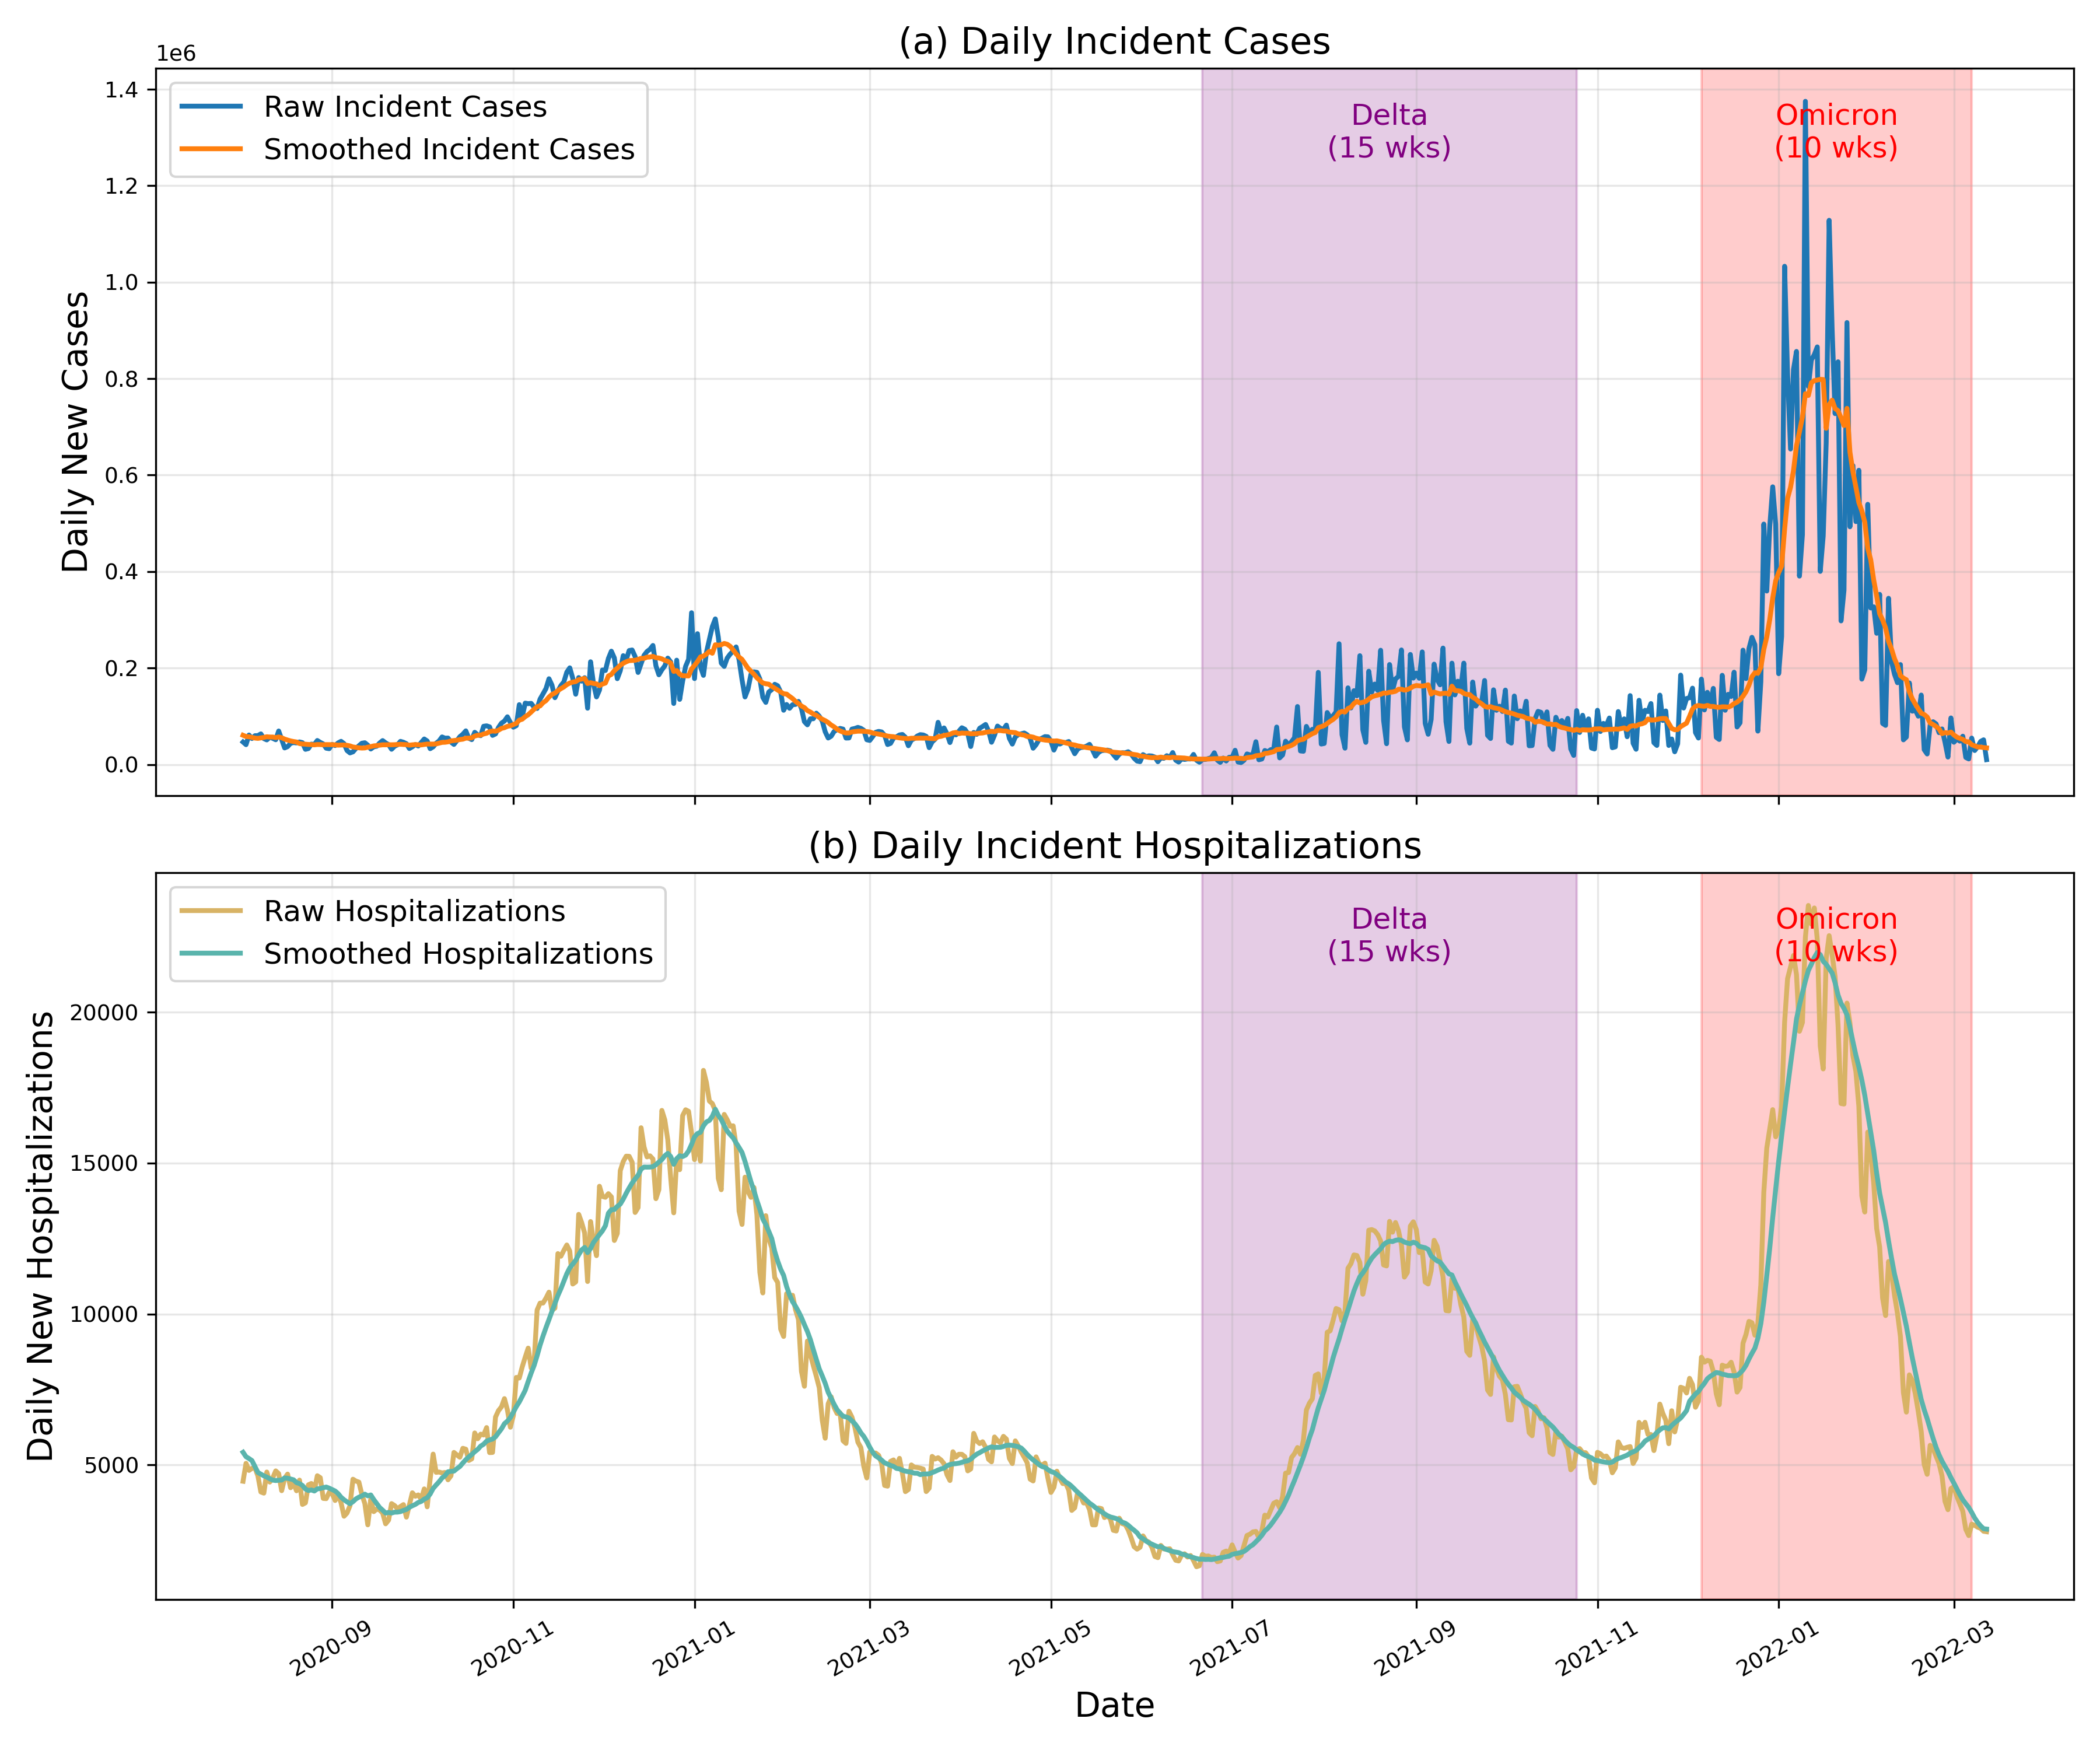 (a) Daily Incident Cases
1e6
Raw Incident Cases
Smoothed Incident Cases
Delta
(15 wks)
Omicron
(10 wks)
1.4
1.2
1.0
0.8
0.6
0.4
0.2
0.0
Daily New Cases
(b) Daily Incident Hospitalizations
Raw Hospitalizations
Smoothed Hospitalizations
Delta
(15 wks)
Omicron
(10 wks)
20000
15000
10000
5000
Daily New Hospitalizations
2020-09
2020-11
2021-01
2021-03
2021-05
2021-07
2021-09
2021-11
2022-01
2022-03
Date